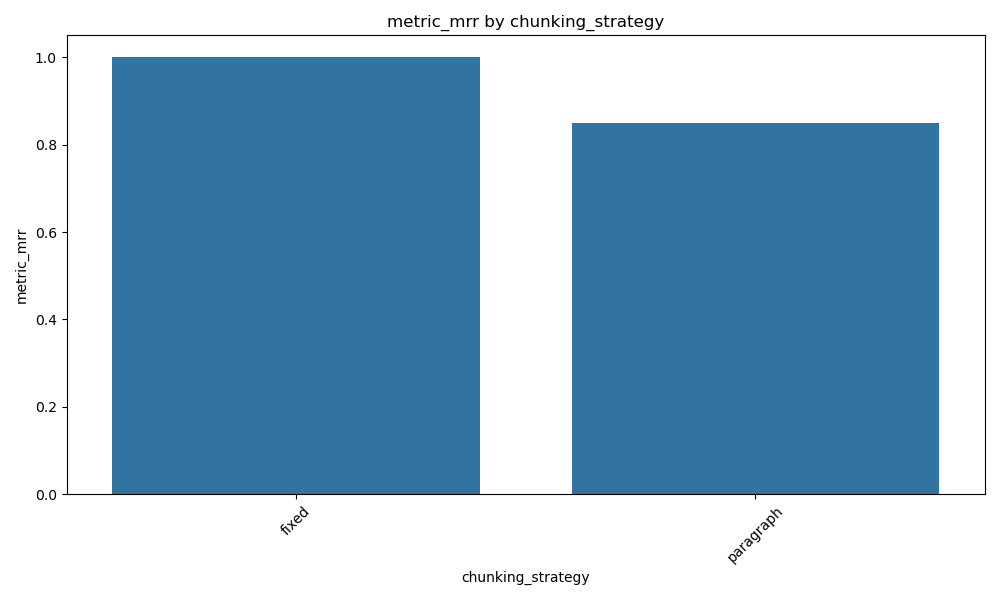 metric_mrr by chunking_strategy
metric_mrr
1.0
0.8
0.6
0.4
0.2
0.0
fixed
paragraph
chunking_strategy